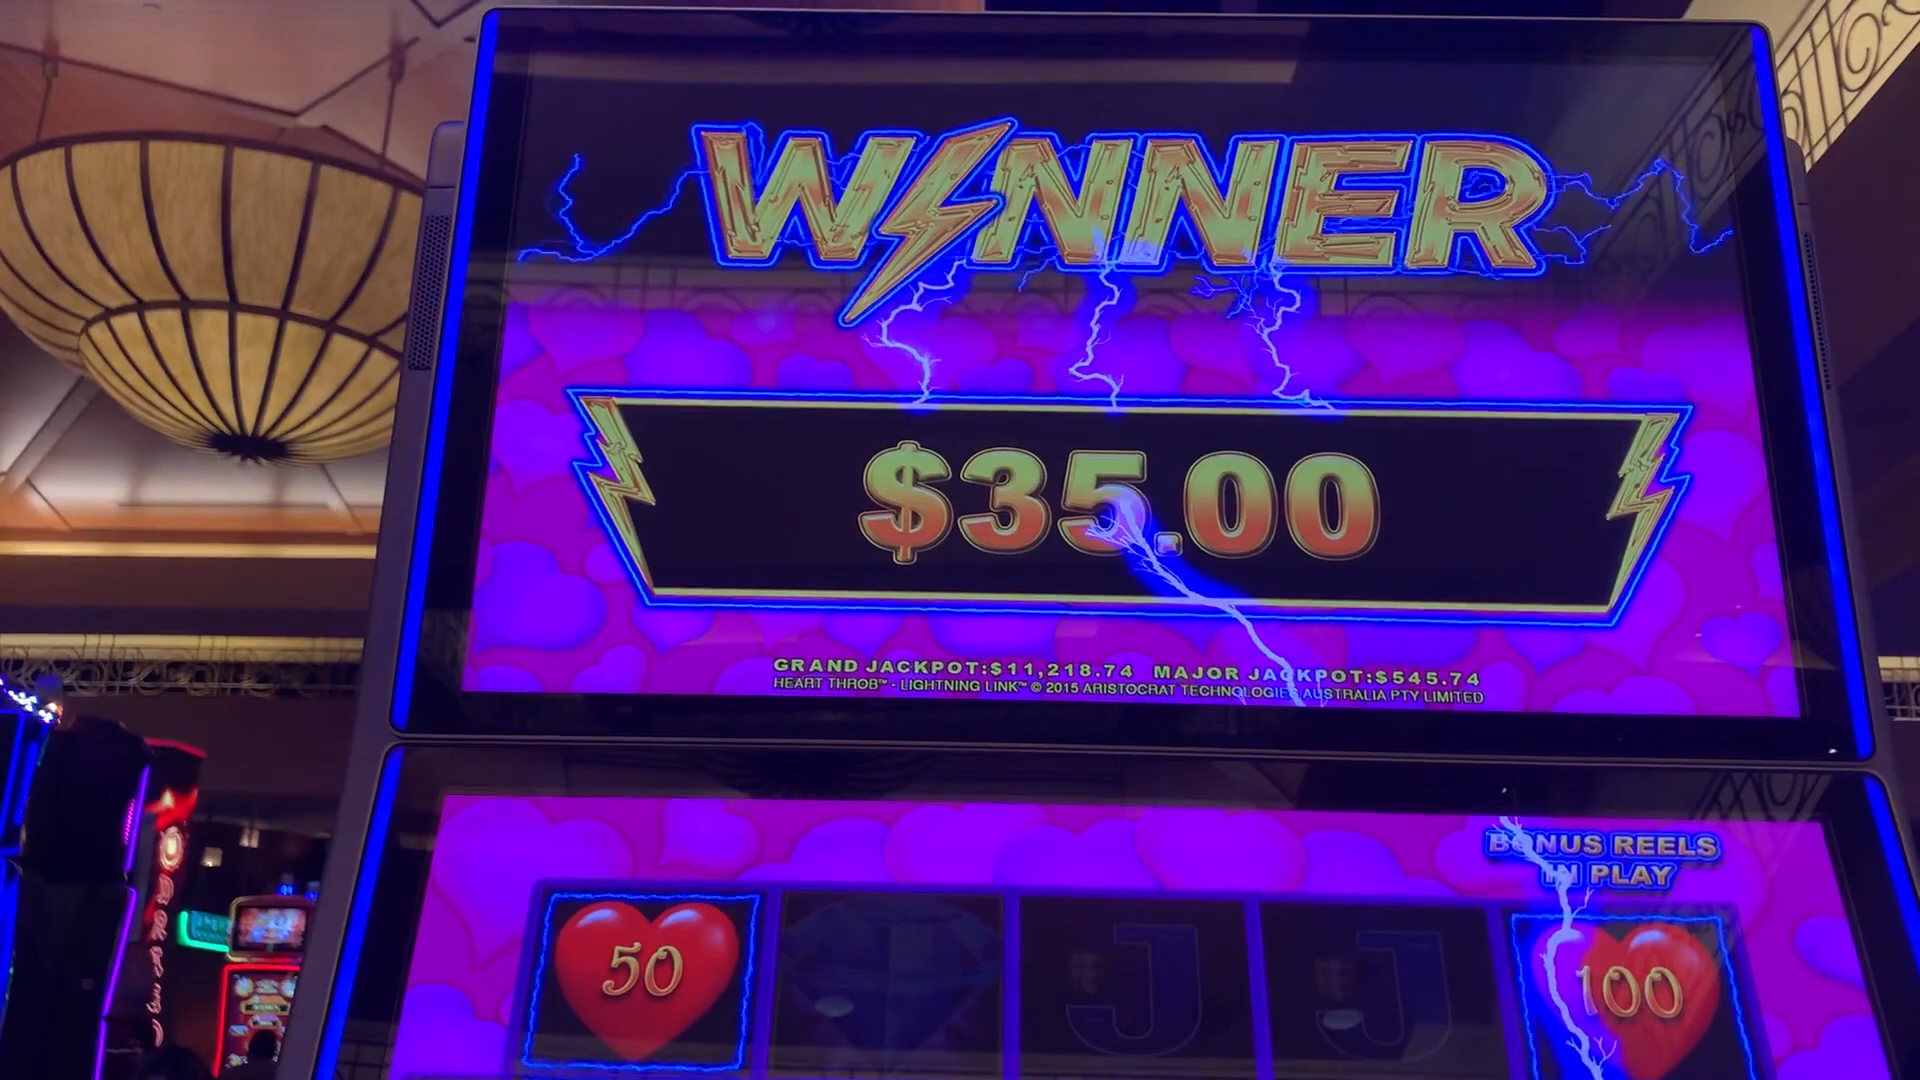 WINNER
$35.00
GRAND JACKPOT:$11,218.74 MAJOR JACKPOT:$545.74
HEART THROB™ - LIGHTNING LINK™ © 2015 ARISTOCRAT TECHNOLOGIES AUSTRALIA PTY LIMITED
BONUS REELS
IN PLAY
50
J
J
100